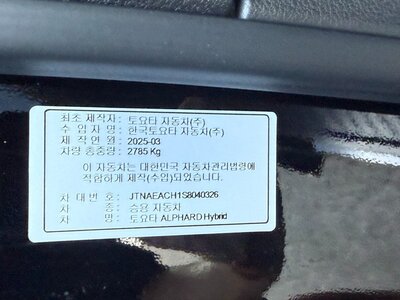 최초 제작자 : 토요타 자동차(주)
수 입 자 명 : 한국토요타 자동차(주)
제 작 연 월 : 2025-03
차량 총중량 : 2785 Kg
이 자동차는 대한민국 자동차관리법령에
적합하게 제작(수입)되었습니다.
차 대 번 호 : JTNAEACH1S8040326
차 종 : 승용 자동차
차 명 : 토요타 ALPHARD Hybrid